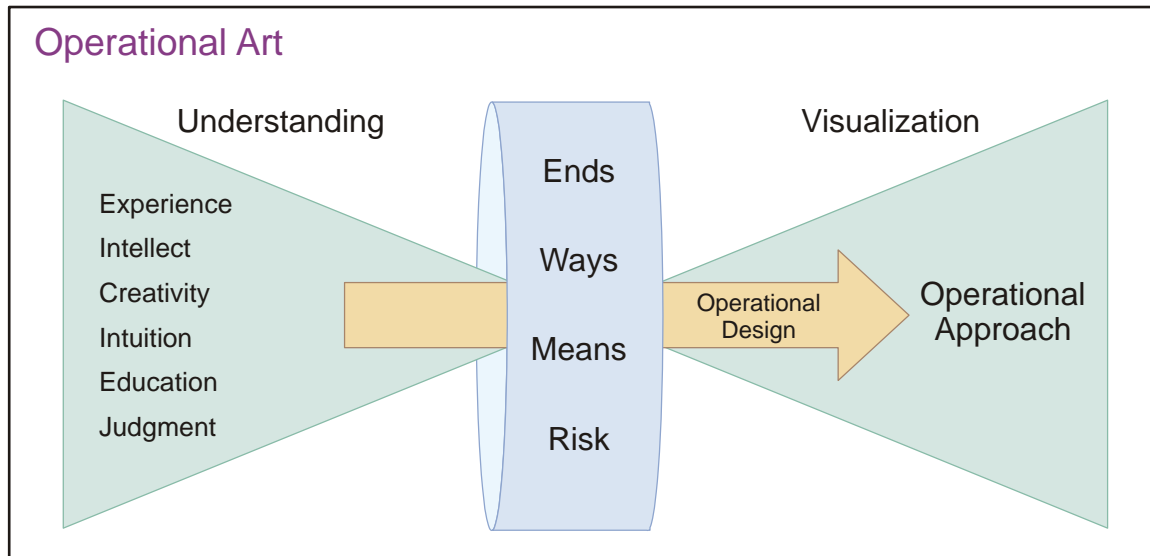 Operational Art
Understanding
Experience
Intellect
Creativity
Intuition
Education
Judgment
Ends
Ways
Means
Risk
Visualization
Operational
Design
Operational
Approach